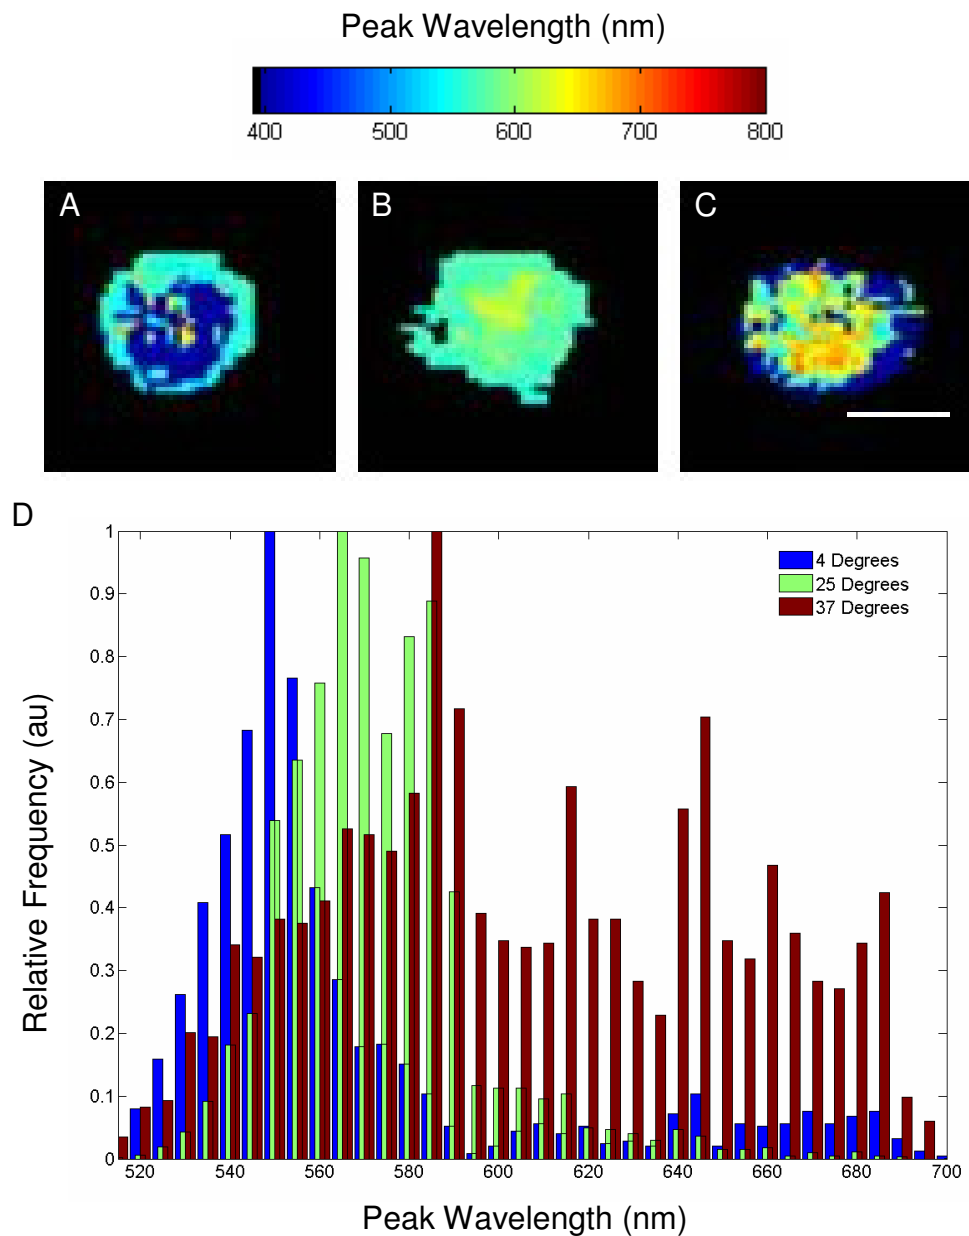 Peak Wavelength (nm)
400 500 600 700 800
A B C
D
4 Degrees
25 Degrees
37 Degrees
1
0.9
0.8
0.7
0.6
0.5
0.4
0.3
0.2
0.1
0
Relative Frequency (au)
520 540 560 580 600 620 640 660 680 700
Peak Wavelength (nm)